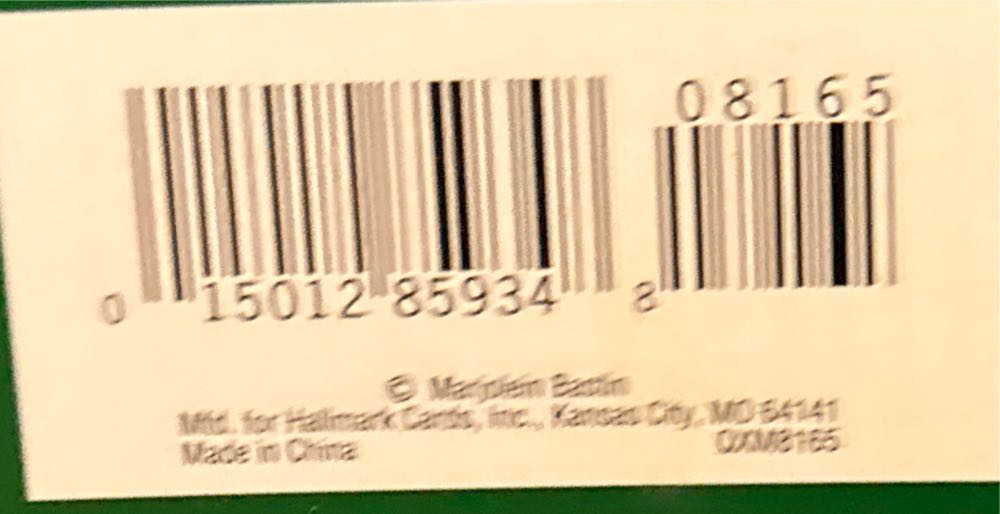 08165
0 15012 85934 8
© Marjolein Bastin
Mfd. for Hallmark Cards, Inc., Kansas City, MO 64141
Made in China QXM8165